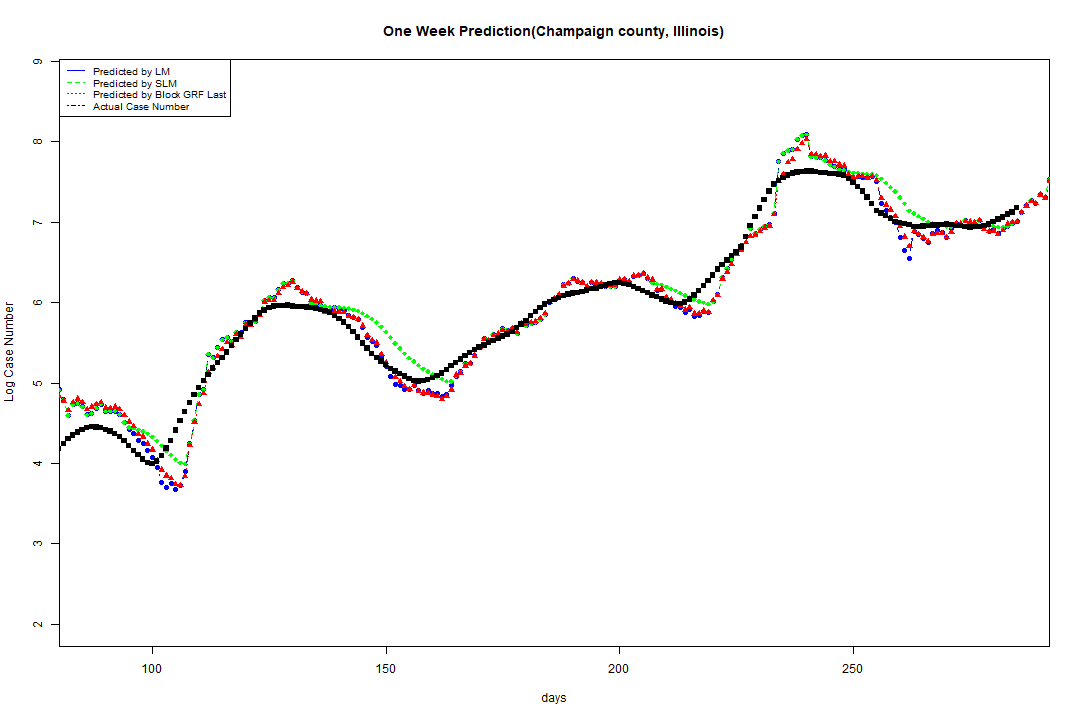 One Week Prediction(Champaign county, Illinois)
Predicted by LM
Predicted by SLM
Predicted by Block GRF Last
Actual Case Number
Log Case Number
9
8
7
6
5
4
3
2
100 150 200 250
days